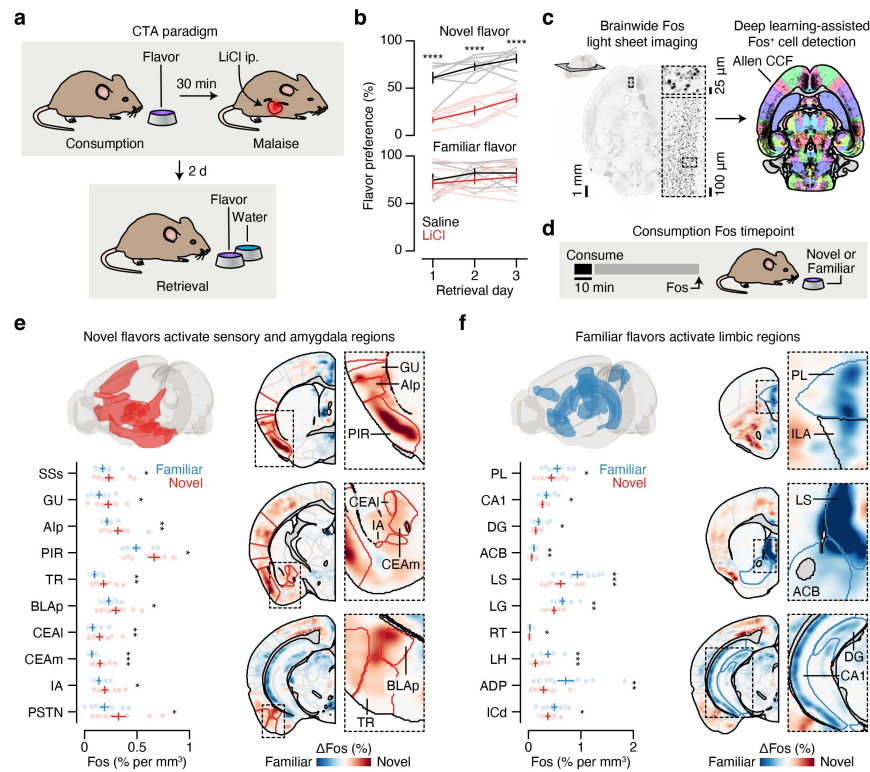 a
CTA paradigm
Flavor
LiCl ip.
30 min
Consumption
Malaise
2 d
Flavor
Water
Retrieval
b
Novel flavor
100
****
****
****
50
0
Flavor preference (%)
Familiar flavor
100
50
0
Saline
LiCl
1
2
3
Retrieval day
c
Brainwide Fos
light sheet imaging
Deep learning-assisted
Fos⁺ cell detection
Allen CCF
25 µm
100 µm
1 mm
d
Consumption Fos timepoint
Consume
10 min
Fos
Novel or
Familiar
e
Novel flavors activate sensory and amygdala regions
GU
AIp
PIR
Familiar
Novel
SSs
*
GU
*
AIp
**
PIR
*
TR
**
BLAp
*
CEAl
**
CEAm
***
IA
*
PSTN
*
0
0.5
1
Fos (% per mm³)
CEAl
IA
CEAm
BLAp
TR
ΔFos (%)
Familiar
Novel
f
Familiar flavors activate limbic regions
PL
ILA
Familiar
Novel
PL
*
CA1
*
DG
*
ACB
**
LS
***
LG
**
RT
*
LH
***
ADP
**
ICd
*
0
1
2
Fos (% per mm³)
LS
ACB
DG
CA1
ΔFos (%)
Familiar
Novel